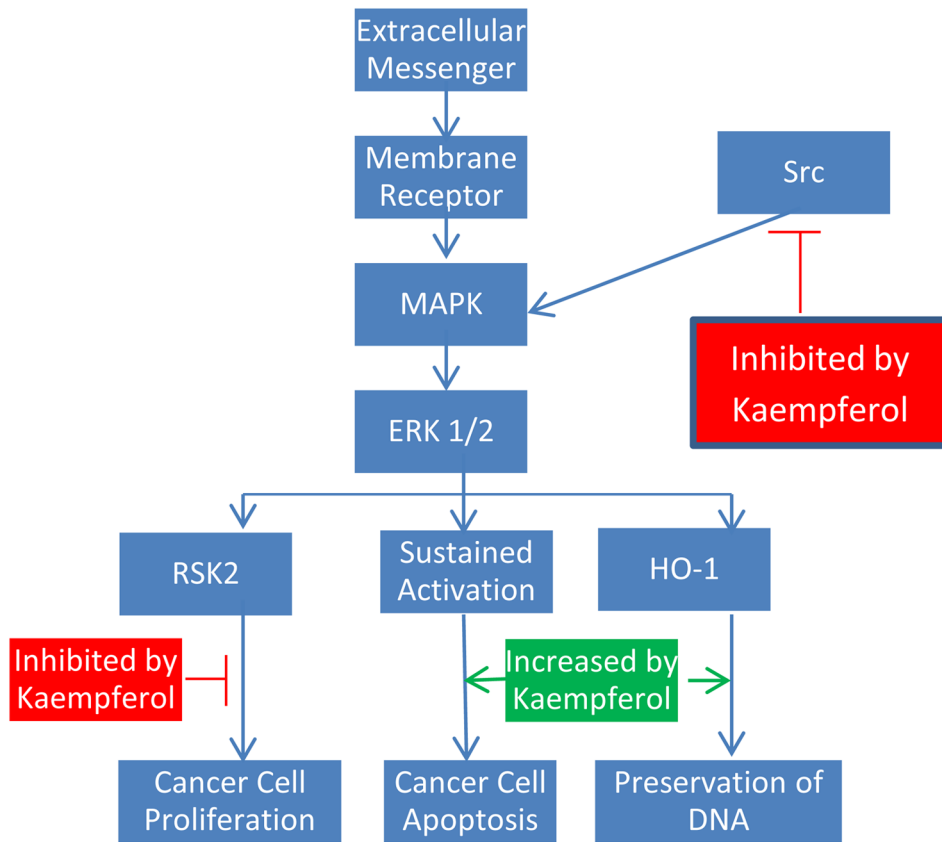 Extracellular
Messenger
Membrane
Receptor
Src
MAPK
Inhibited by
Kaempferol
ERK 1/2
RSK2
Sustained
Activation
HO-1
Inhibited by
Kaempferol
Increased by
Kaempferol
Cancer Cell
Proliferation
Cancer Cell
Apoptosis
Preservation of
DNA